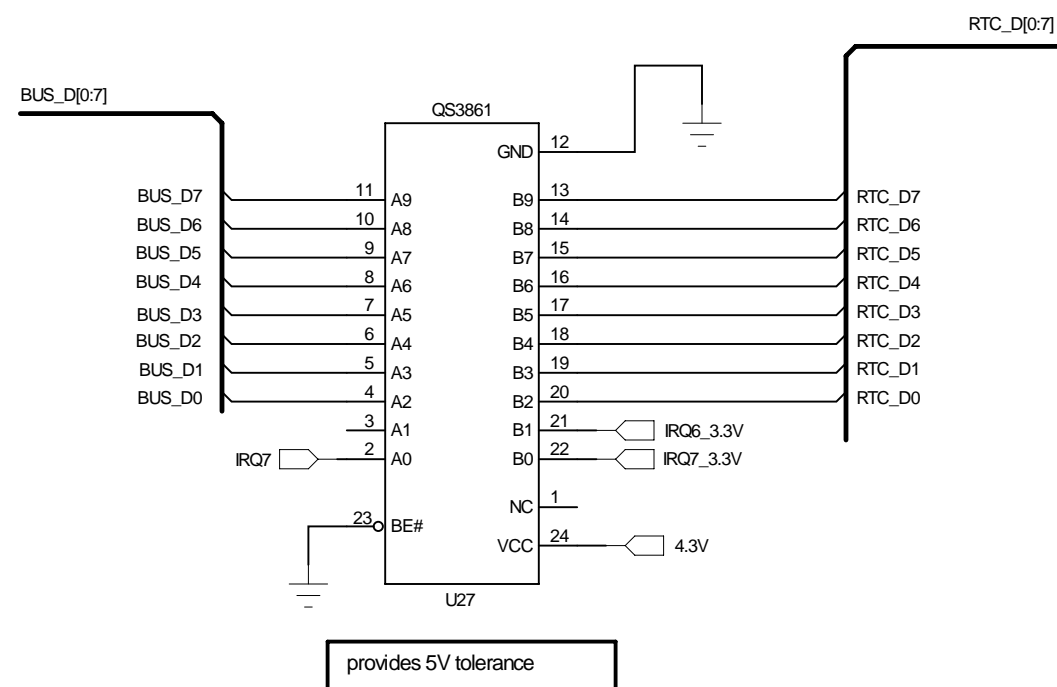 RTC_D[0:7]
BUS_D[0:7]
QS3861
GND 12
BUS_D7 11 A9 B9 13 RTC_D7
BUS_D6 10 A8 B8 14 RTC_D6
BUS_D5 9 A7 B7 15 RTC_D5
BUS_D4 8 A6 B6 16 RTC_D4
BUS_D3 7 A5 B5 17 RTC_D3
BUS_D2 6 A4 B4 18 RTC_D2
BUS_D1 5 A3 B3 19 RTC_D1
BUS_D0 4 A2 B2 20 RTC_D0
3 A1 B1 21 IRQ6_3.3V
IRQ7 2 A0 B0 22 IRQ7_3.3V
NC 1
23 BE#
VCC 24 4.3V
U27
provides 5V tolerance